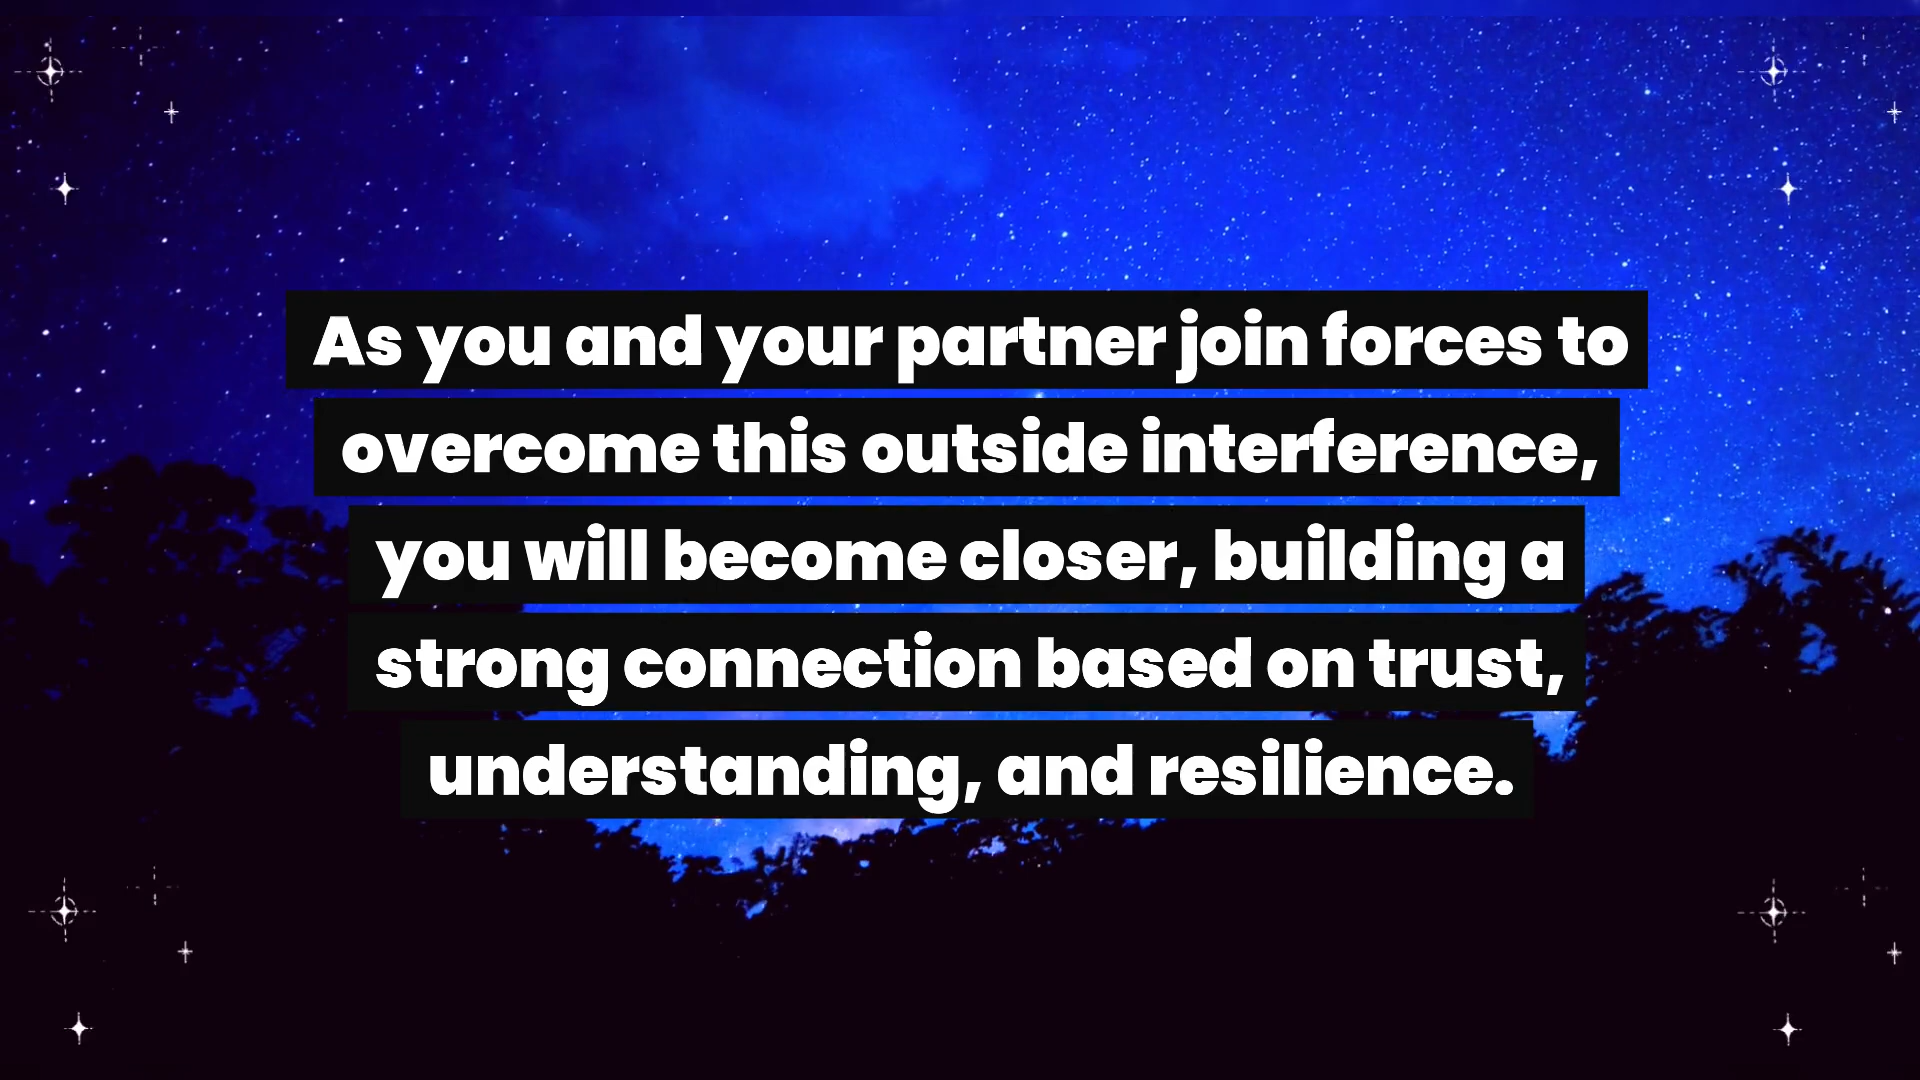 As you and your partner join forces to
overcome this outside interference,
you will become closer, building a
strong connection based on trust,
understanding, and resilience.